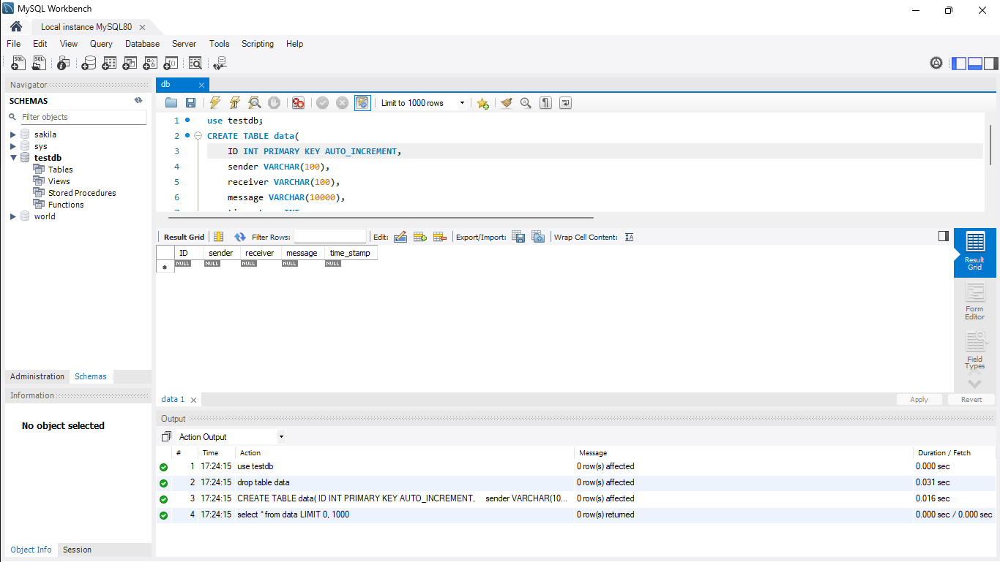 MySQL Workbench
Local instance MySQL80
File Edit View Query Database Server Tools Scripting Help
Navigator
SCHEMAS
Filter objects
sakila
sys
testdb
Tables
Views
Stored Procedures
Functions
world
Administration Schemas
Information
No object selected
Object Info Session
db
Limit to 1000 rows
1 use testdb;
2 CREATE TABLE data(
3 ID INT PRIMARY KEY AUTO_INCREMENT,
4 sender VARCHAR(100),
5 receiver VARCHAR(100),
6 message VARCHAR(10000),
Result Grid Filter Rows: Edit: Export/Import: Wrap Cell Content:
ID sender receiver message time_stamp
NULL NULL NULL NULL NULL
Result
Grid
Form
Editor
Field
Types
data 1
Apply Revert
Output
Action Output
# Time Action Message Duration / Fetch
1 17:24:15 use testdb 0 row(s) affected 0.000 sec
2 17:24:15 drop table data 0 row(s) affected 0.031 sec
3 17:24:15 CREATE TABLE data( ID INT PRIMARY KEY AUTO_INCREMENT, sender VARCHAR(10... 0 row(s) affected 0.016 sec
4 17:24:15 select * from data LIMIT 0, 1000 0 row(s) returned 0.000 sec / 0.000 sec